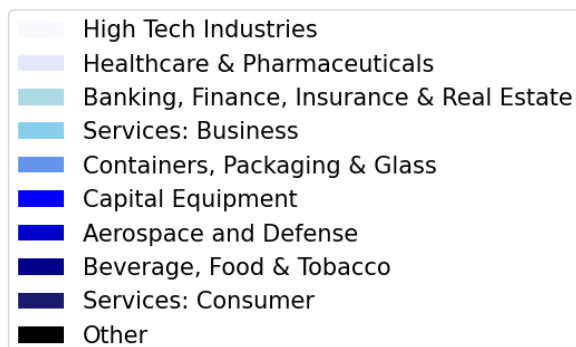 High Tech Industries
Healthcare & Pharmaceuticals
Banking, Finance, Insurance & Real Estate
Services: Business
Containers, Packaging & Glass
Capital Equipment
Aerospace and Defense
Beverage, Food & Tobacco
Services: Consumer
Other